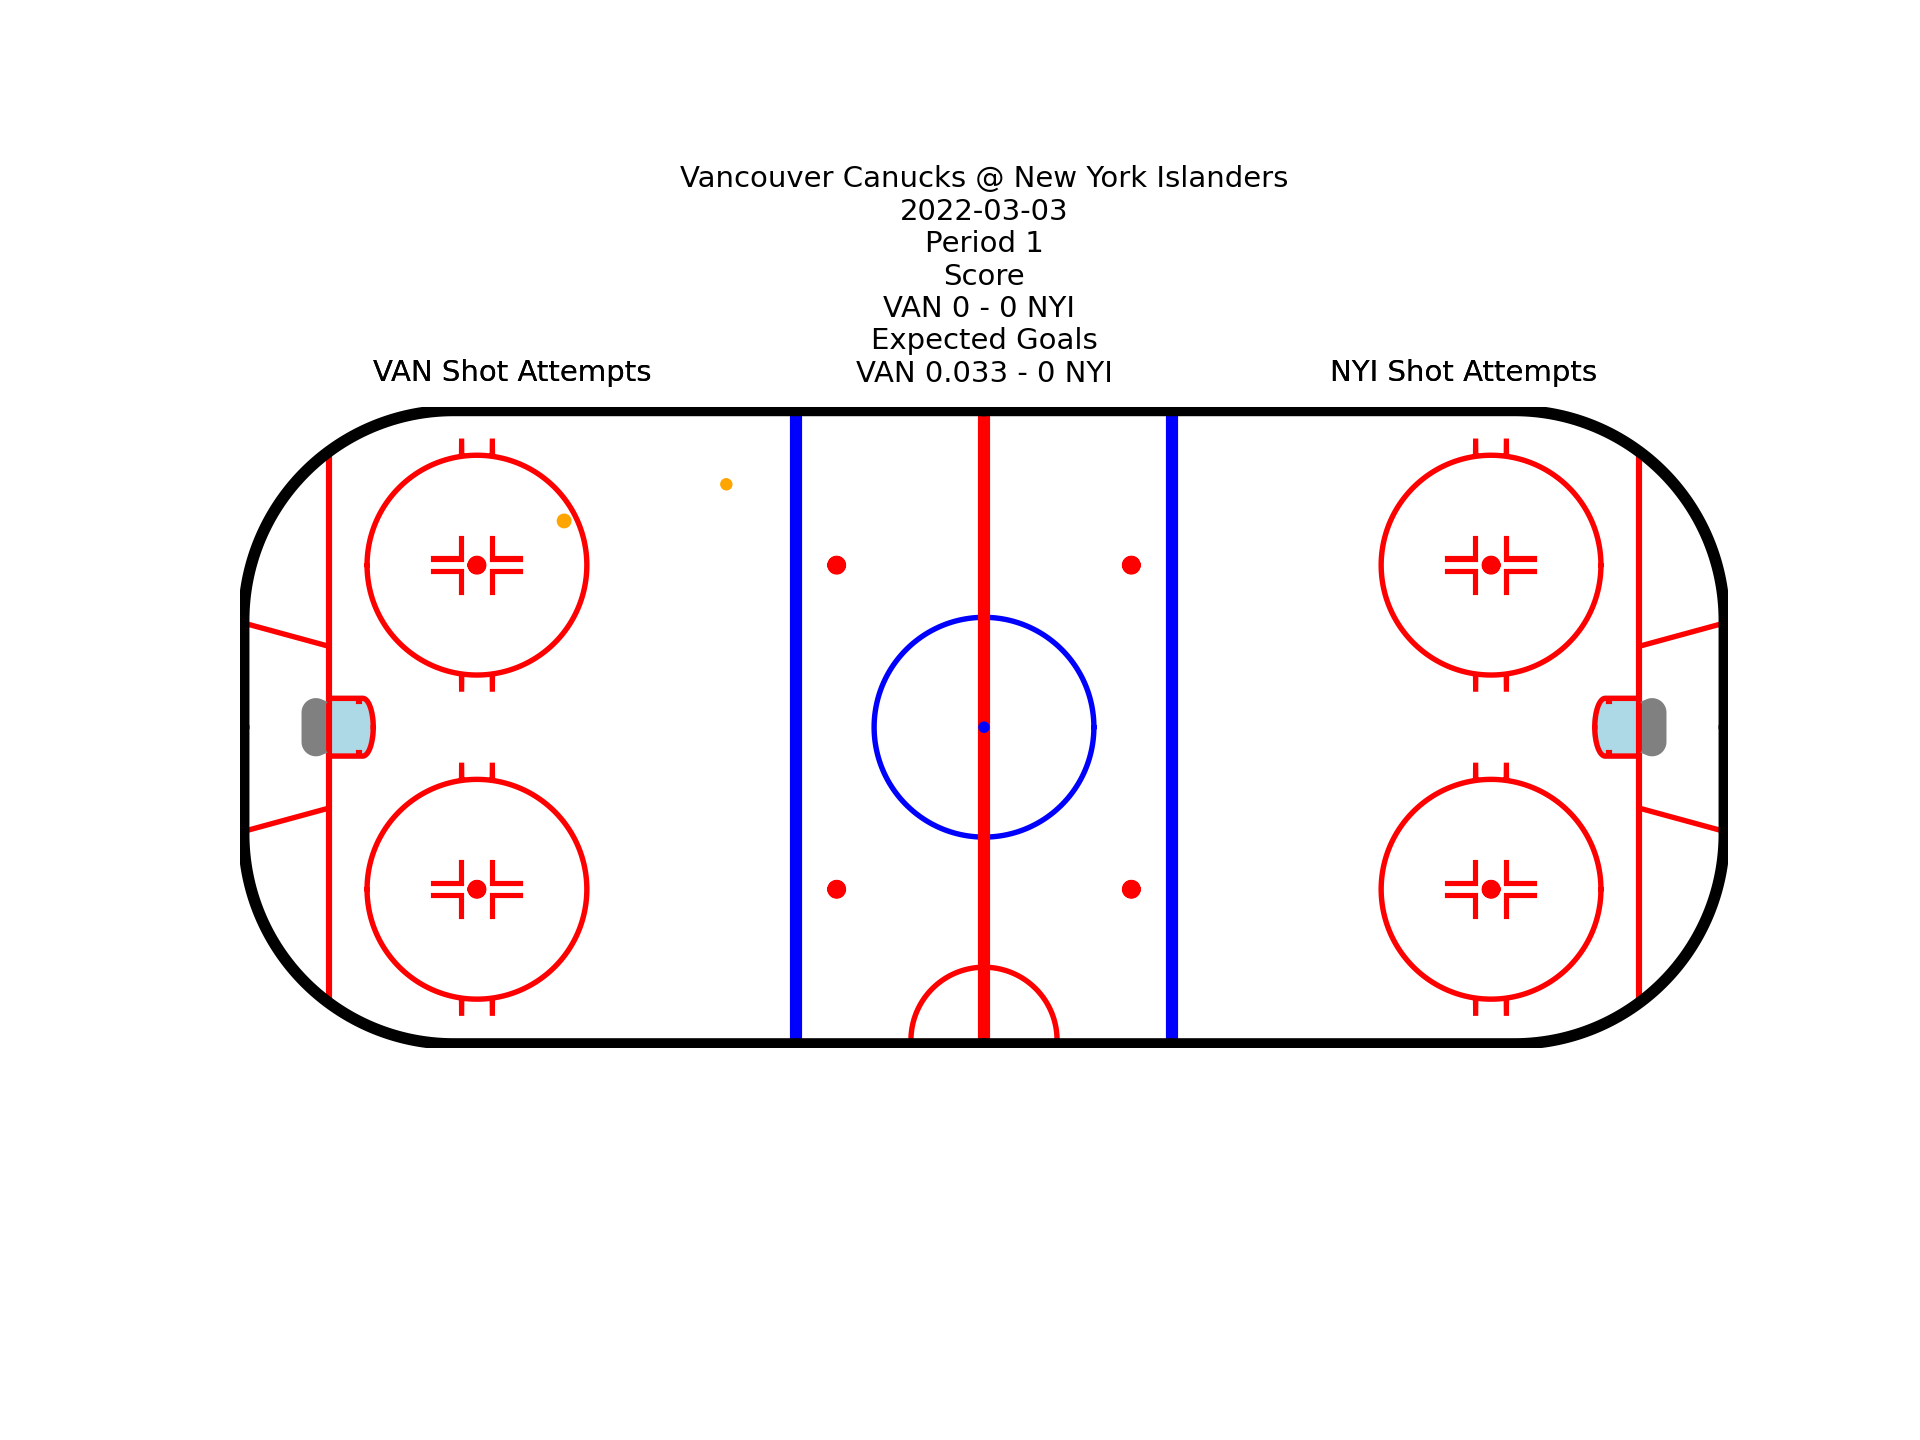 Vancouver Canucks @ New York Islanders
2022-03-03
Period 1
Score
VAN 0 - 0 NYI
Expected Goals
VAN 0.033 - 0 NYI
VAN Shot Attempts
NYI Shot Attempts